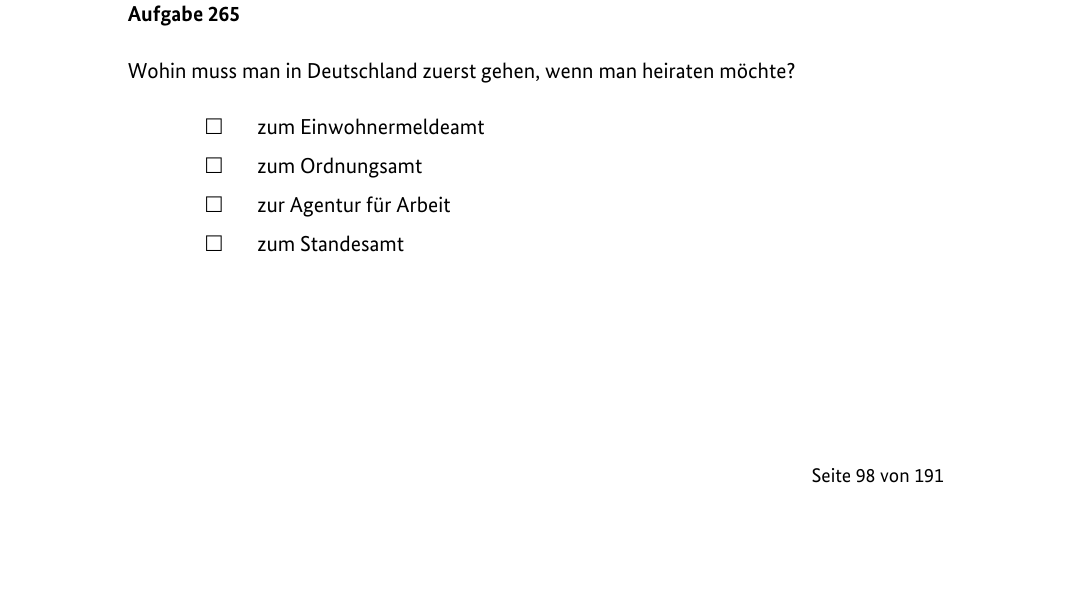 Aufgabe 265
Wohin muss man in Deutschland zuerst gehen, wenn man heiraten möchte?
☐ zum Einwohnermeldeamt
☐ zum Ordnungsamt
☐ zur Agentur für Arbeit
☐ zum Standesamt
Seite 98 von 191